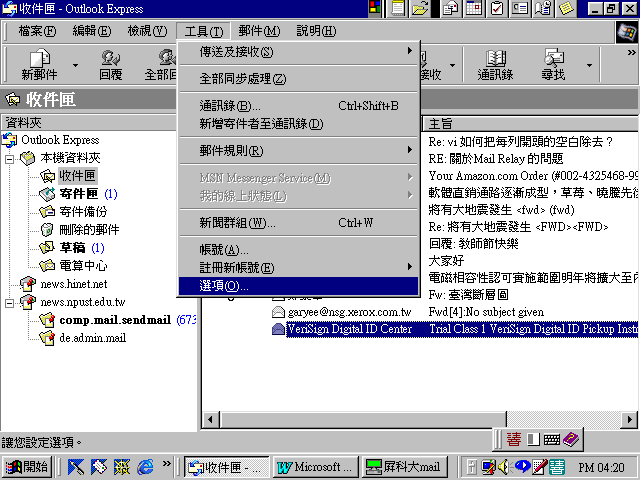 收件匣 - Outlook Express
檔案(F) 編輯(E) 檢視(V) 工具(T) 郵件(M) 說明(H)
新郵件 回覆 全部回 接收 通訊錄 尋找
收件匣
資料夾
Outlook Express
本機資料夾
收件匣
寄件匣 (1)
寄件備份
刪除的郵件
草稿 (1)
電算中心
news.hinet.net
news.npust.edu.tw
comp.mail.sendmail (673
de.admin.mail
傳送及接收(S)
全部同步處理(Z)
通訊錄(B)... Ctrl+Shift+B
新增寄件者至通訊錄(D)
郵件規則(R)
MSN Messenger Service(M)
我的線上狀態(L)
新聞群組(W)... Ctrl+W
帳號(A)...
註冊新帳號(E)
選項(O)...
主旨
Re: vi 如何把每列開頭的空白除去?
RE: 關於Mail Relay 的問題
Your Amazon.com Order (#002-4325468-99
軟體直銷通路逐漸成型，草莓、曉騰先後
將有大地震發生 <fwd> (fwd)
Re: 將有大地震發生 <FWD><FWD>
回覆: 教師節快樂
大家好
電磁相容性認可實施範圍明年將擴大至內
Fw: 臺灣斷層圖
garyee@nsg.xerox.com.tw Fwd[4]:No subject given
VeriSign Digital ID Center Trial Class 1 VeriSign Digital ID Pickup Instr
讓您設定選項。
開始 收件匣 - ... Microsoft ... 屏科大mail PM 04:20